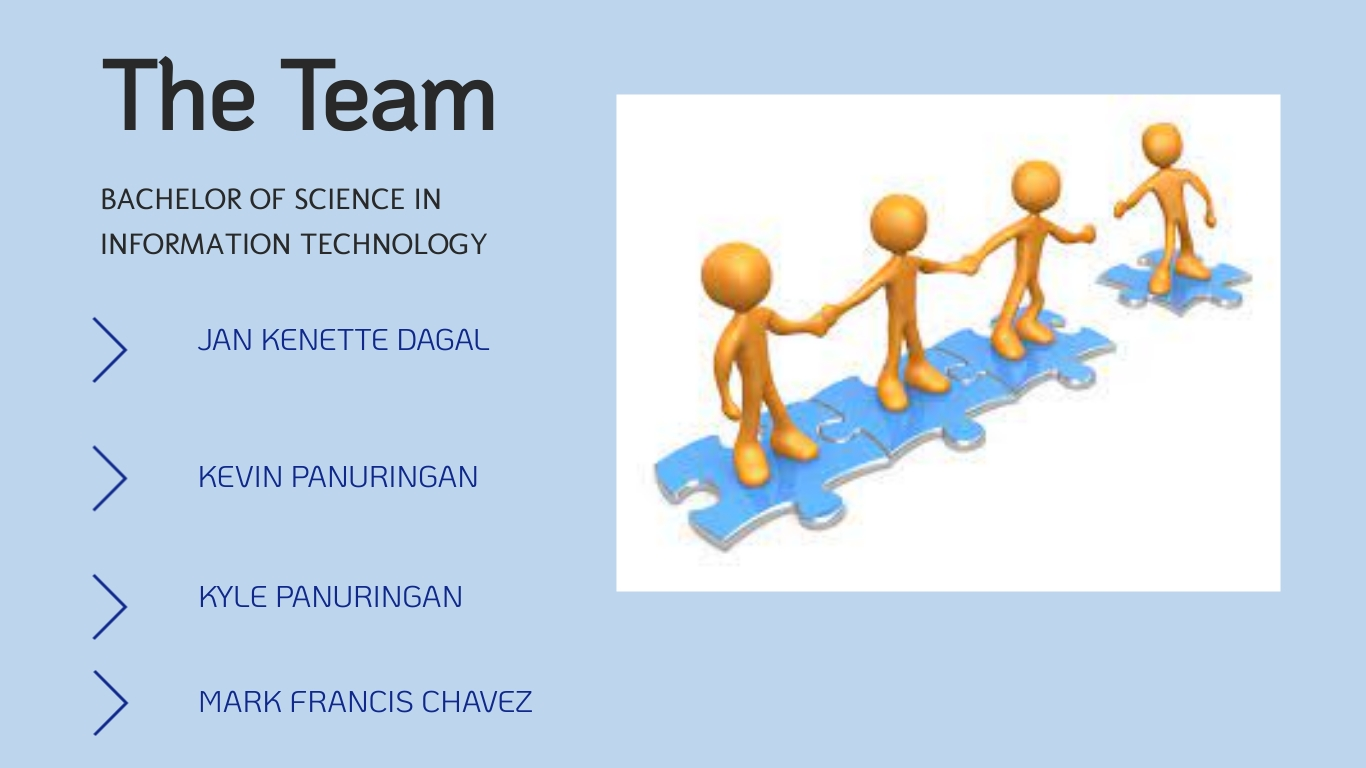 The Team
BACHELOR OF SCIENCE IN
INFORMATION TECHNOLOGY
JAN KENETTE DAGAL
KEVIN PANURINGAN
KYLE PANURINGAN
MARK FRANCIS CHAVEZ